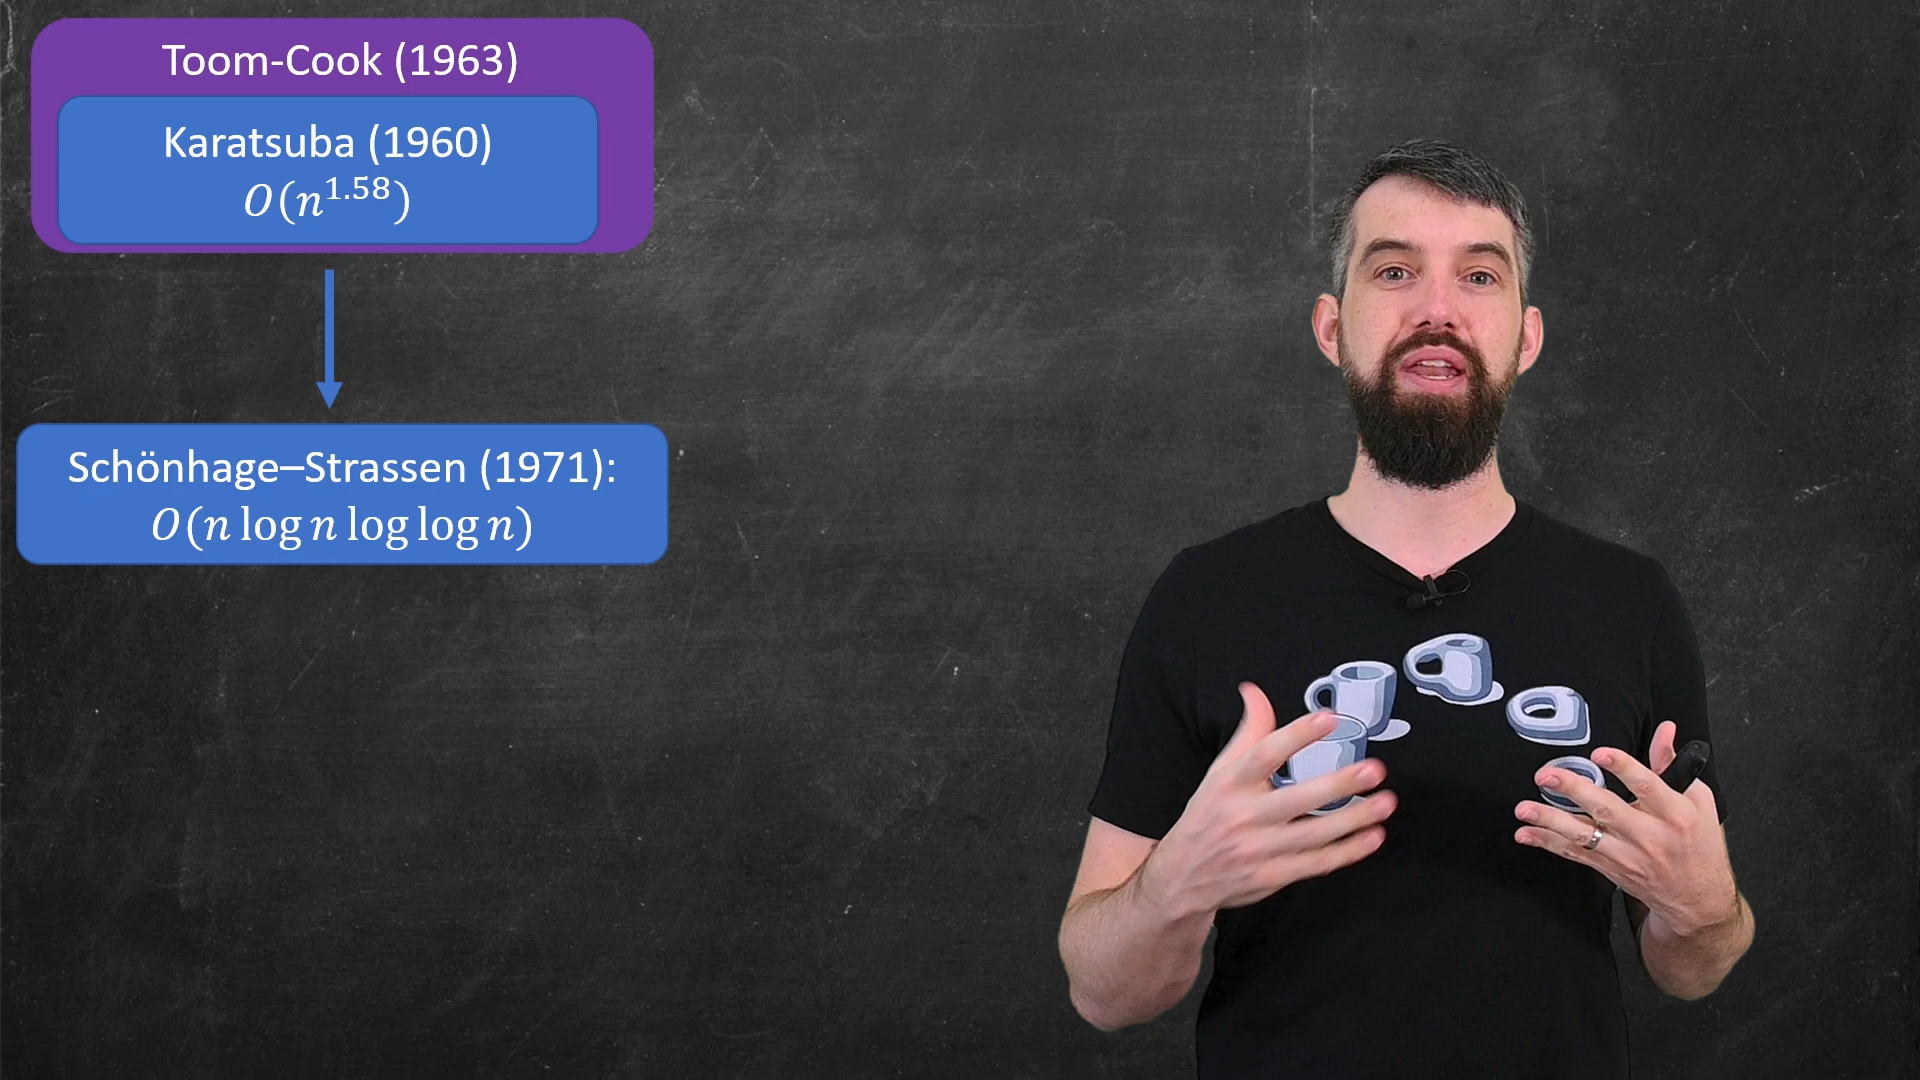 Toom-Cook (1963)
Karatsuba (1960)
O(n^1.58)
Schönhage–Strassen (1971):
O(n log n log log n)